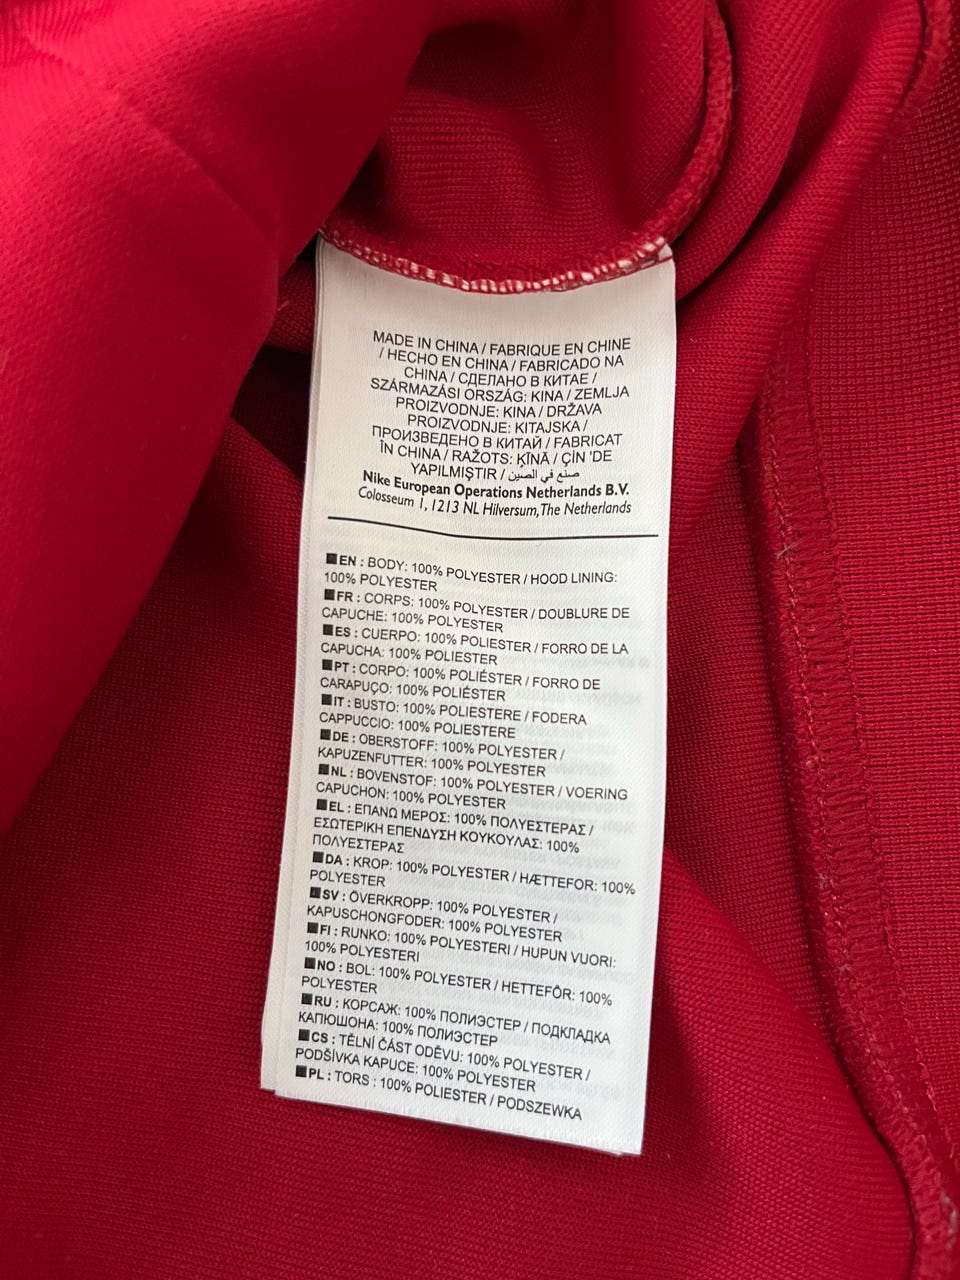 MADE IN CHINA / FABRIQUE EN CHINE
/ HECHO EN CHINA / FABRICADO NA
CHINA / СДЕЛАНО В КИТАЕ /
SZÁRMAZÁSI ORSZÁG: KINA / ZEMLJA
PROIZVODNJE: KINA / DRŽAVA
PROIZVODNJE: KITAJSKA /
ПРОИЗВЕДЕНО В КИТАЙ / FABRICAT
ÎN CHINA / RAŽOTS: ĶĪNĀ / ÇİN 'DE
YAPILMIŞTIR / صنع في الصين
Nike European Operations Netherlands B.V.
Colosseum 1, 1213 NL Hilversum, The Netherlands
■EN : BODY: 100% POLYESTER / HOOD LINING:
100% POLYESTER
■FR : CORPS: 100% POLYESTER / DOUBLURE DE
CAPUCHE: 100% POLYESTER
■ES : CUERPO: 100% POLIESTER / FORRO DE LA
CAPUCHA: 100% POLIESTER
■PT : CORPO: 100% POLIÉSTER / FORRO DE
CARAPUÇO: 100% POLIÉSTER
■IT : BUSTO: 100% POLIESTERE / FODERA
CAPPUCCIO: 100% POLIESTERE
■DE : OBERSTOFF: 100% POLYESTER /
KAPUZENFUTTER: 100% POLYESTER
■NL : BOVENSTOF: 100% POLYESTER / VOERING
CAPUCHON: 100% POLYESTER
■EL : ΕΠΑΝΩ ΜΕΡΟΣ: 100% ΠΟΛΥΕΣΤΕΡΑΣ /
ΕΣΩΤΕΡΙΚΗ ΕΠΕΝΔΥΣΗ ΚΟΥΚΟΥΛΑΣ: 100%
ΠΟΛΥΕΣΤΕΡΑΣ
■DA : KROP: 100% POLYESTER / HÆTTEFOR: 100%
POLYESTER
■SV : ÖVERKROPP: 100% POLYESTER /
KAPUSCHONGFODER: 100% POLYESTER
■FI : RUNKO: 100% POLYESTERI / HUPUN VUORI:
100% POLYESTERI
■NO : BOL: 100% POLYESTER / HETTEFÔR: 100%
POLYESTER
■RU : КОРСАЖ: 100% ПОЛИЭСТЕР / ПОДКЛАДКА
КАПЮШОНА: 100% ПОЛИЭСТЕР
■CS : TĚLNÍ ČÁST ODĚVU: 100% POLYESTER /
PODŠÍVKA KAPUCE: 100% POLYESTER
■PL : TORS : 100% POLIESTER / PODSZEWKA